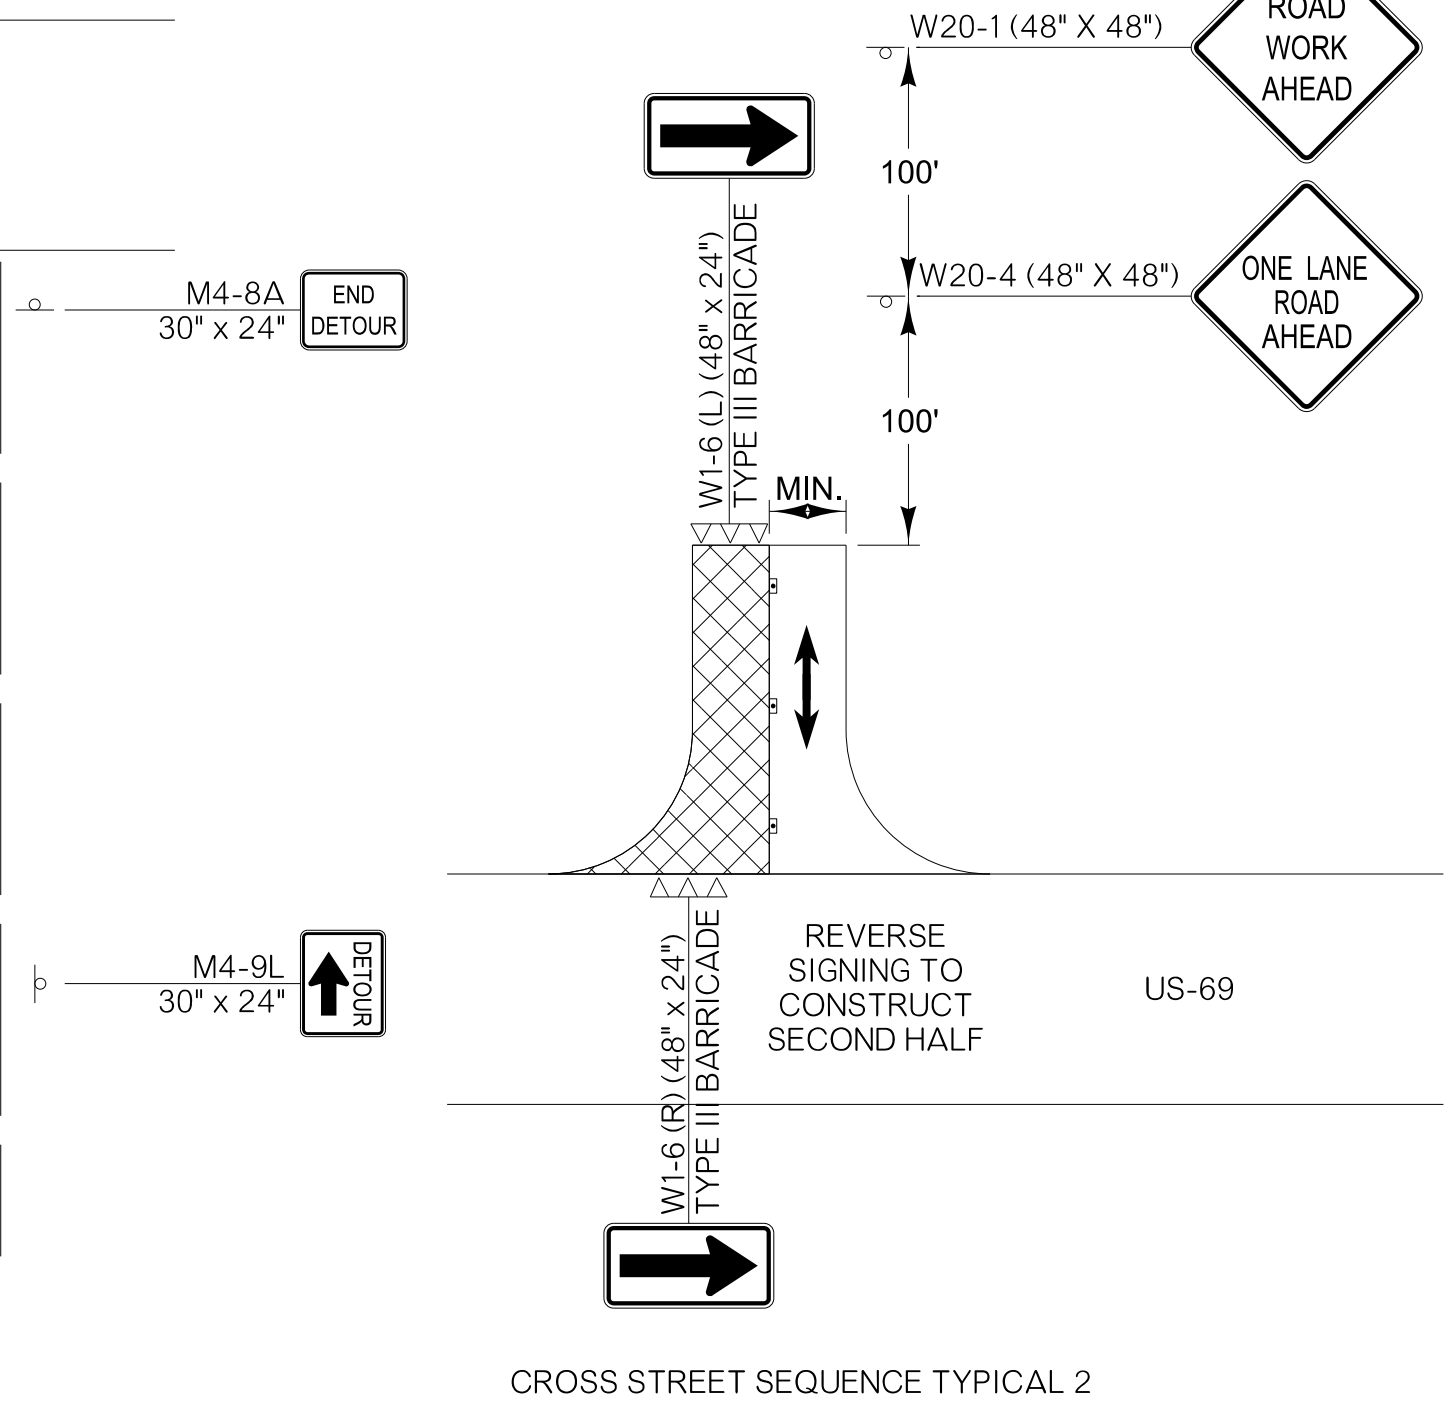 ROAD
WORK
AHEAD
W20-1 (48" X 48")
100'
W20-4 (48" X 48")
ONE LANE
ROAD
AHEAD
100'
M4-8A
30" x 24"
END
DETOUR
W1-6 (L) (48" x 24")
TYPE III BARRICADE
MIN.
M4-9L
30" x 24"
DETOUR
W1-6 (R) (48" x 24")
TYPE III BARRICADE
REVERSE
SIGNING TO
CONSTRUCT
SECOND HALF
US-69
CROSS STREET SEQUENCE TYPICAL 2